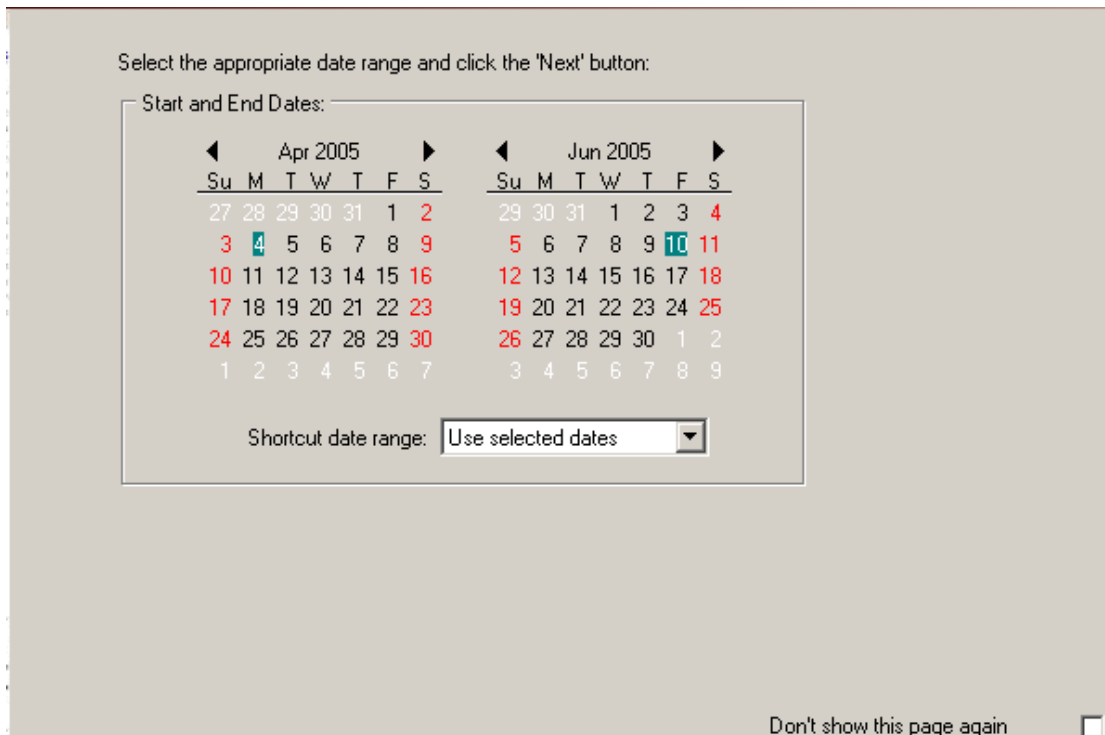 Select the appropriate date range and click the 'Next' button:
Start and End Dates:
Apr 2005
Su M T W T F S
27 28 29 30 31 1 2
3 4 5 6 7 8 9
10 11 12 13 14 15 16
17 18 19 20 21 22 23
24 25 26 27 28 29 30
1 2 3 4 5 6 7
Jun 2005
Su M T W T F S
29 30 31 1 2 3 4
5 6 7 8 9 10 11
12 13 14 15 16 17 18
19 20 21 22 23 24 25
26 27 28 29 30 1 2
3 4 5 6 7 8 9
Shortcut date range: Use selected dates
Don't show this page again